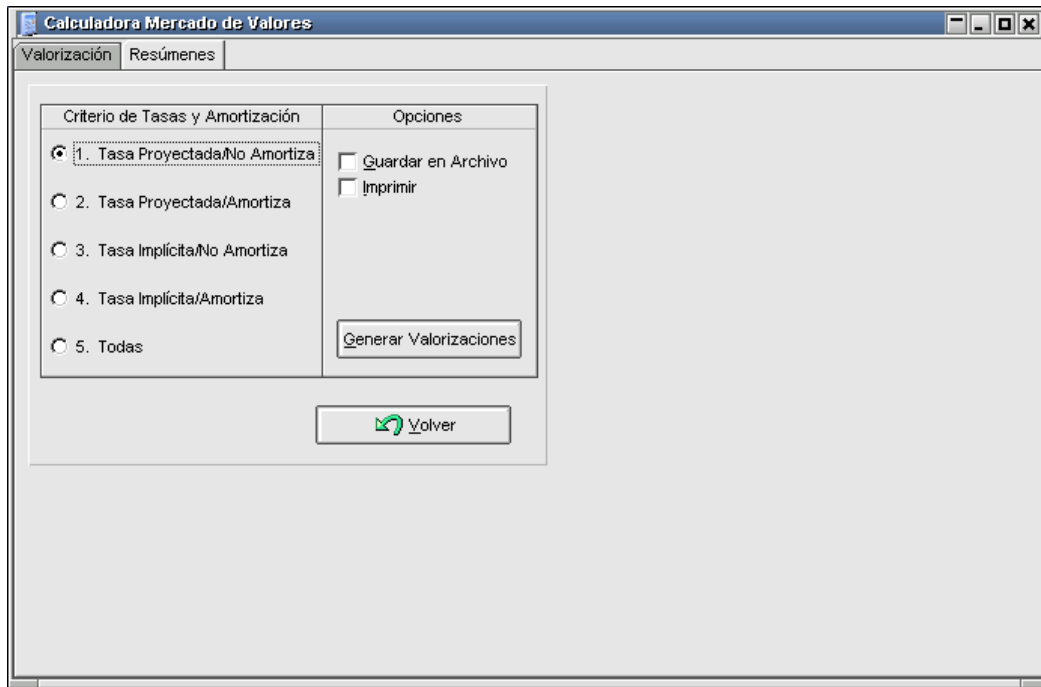 Calculadora Mercado de Valores
Valorización Resúmenes
Criterio de Tasas y Amortización Opciones
1. Tasa Proyectada/No Amortiza
2. Tasa Proyectada/Amortiza
3. Tasa Implícita/No Amortiza
4. Tasa Implícita/Amortiza
5. Todas
Guardar en Archivo
Imprimir
Generar Valorizaciones
Volver